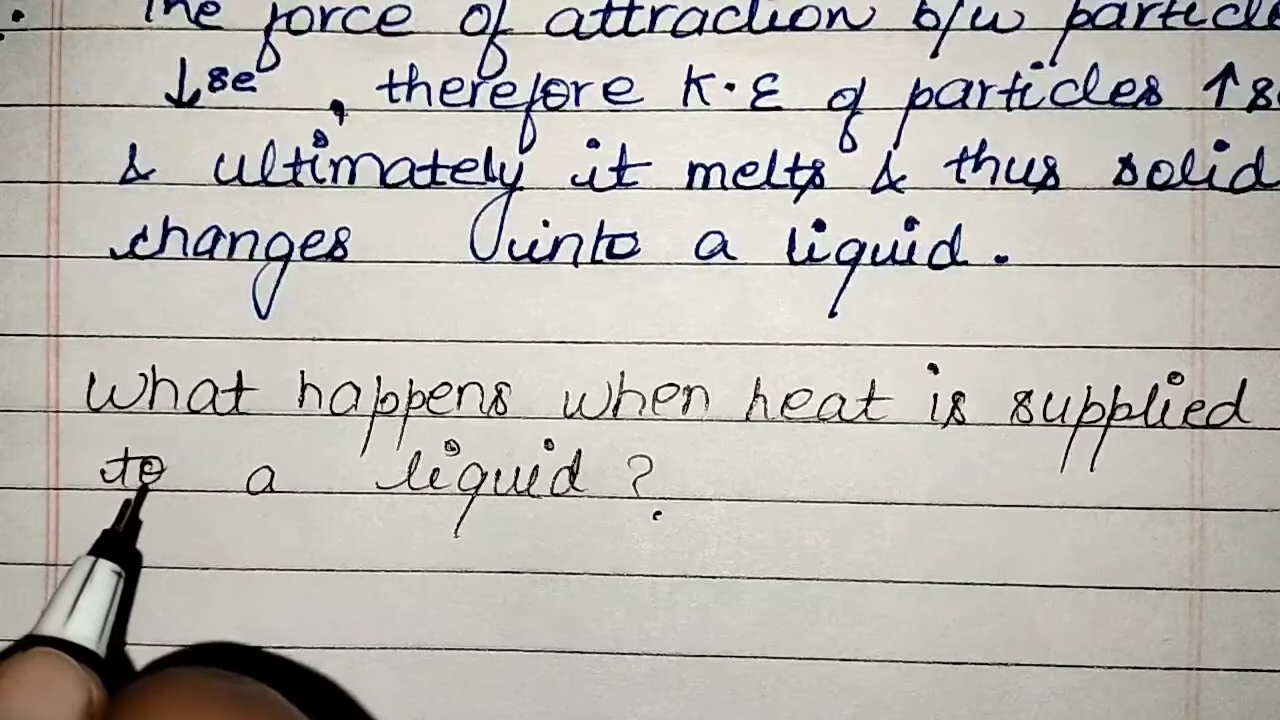 The force of attraction b/w particle
↓se, therefore K.E of particles ↑s
& ultimately it melts & thus solid
changes into a liquid.
What happens when heat is supplied
to a liquid?